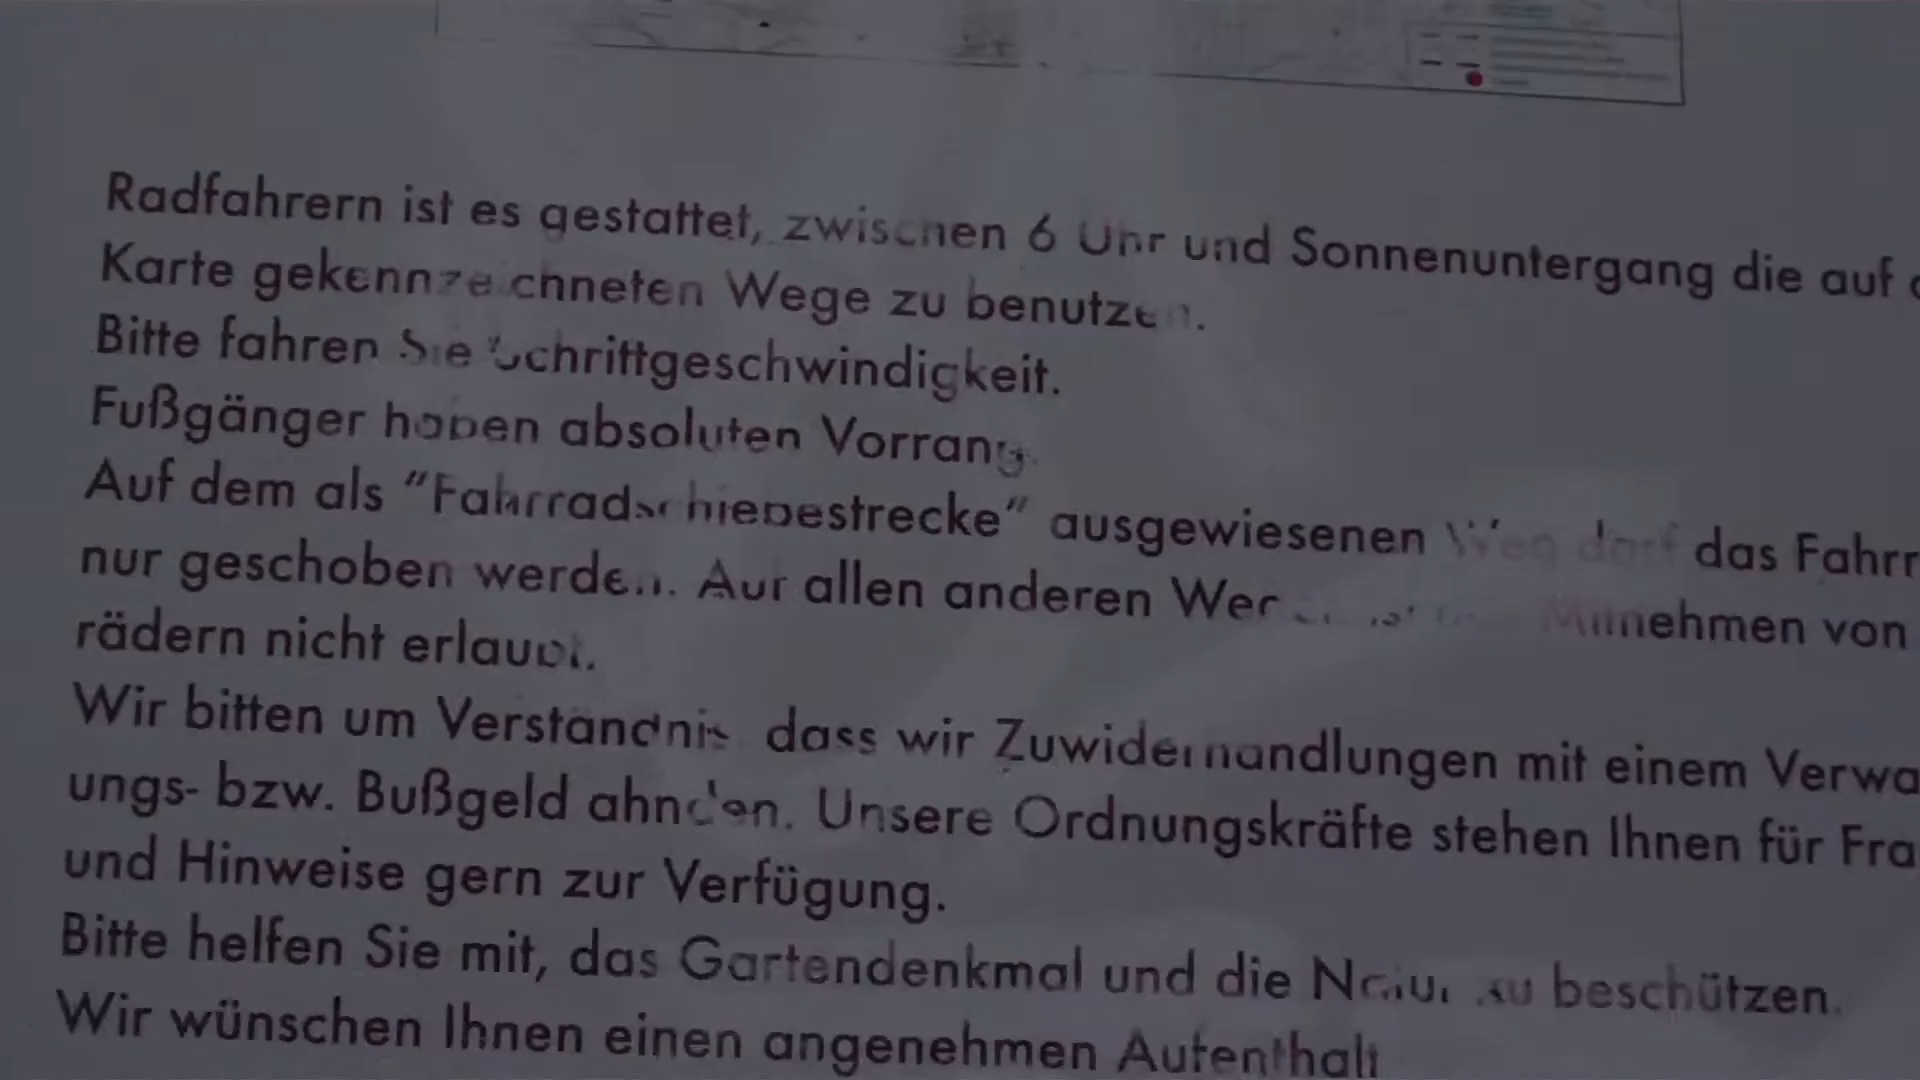 Radfahrern ist es gestattet, zwischen 6 Uhr und Sonnenuntergang die auf
Karte gekennzeichneten Wege zu benutzen.
Bitte fahren Sie Schrittgeschwindigkeit.
Fußgänger haben absoluten Vorrang.
Auf dem als "Fahrradschiebestrecke" ausgewiesenen Weg darf das Fahrr
nur geschoben werden. Auf allen anderen Mitnehmen von
rädern nicht erlaubt.
Wir bitten um Verständnis dass wir Zuwiderhandlungen mit einem Verwa
ungs- bzw. Bußgeld ahnden. Unsere Ordnungskräfte stehen Ihnen für Fra
und Hinweise gern zur Verfügung.
Bitte helfen Sie mit, das Gartendenkmal und die Natur zu beschützen.
Wir wünschen Ihnen einen angenehmen Aufenthalt